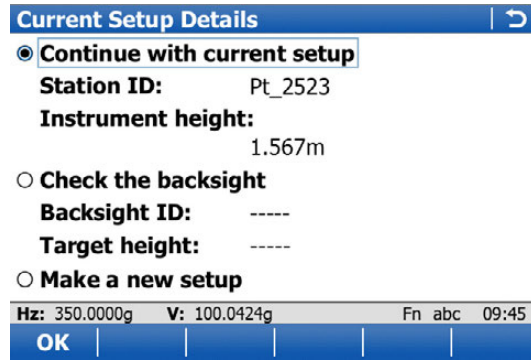 Current Setup Details
Continue with current setup
Station ID: Pt_2523
Instrument height:
1.567m
Check the backsight
Backsight ID: -----
Target height: -----
Make a new setup
Hz: 350.0000g V: 100.0424g Fn abc 09:45
OK